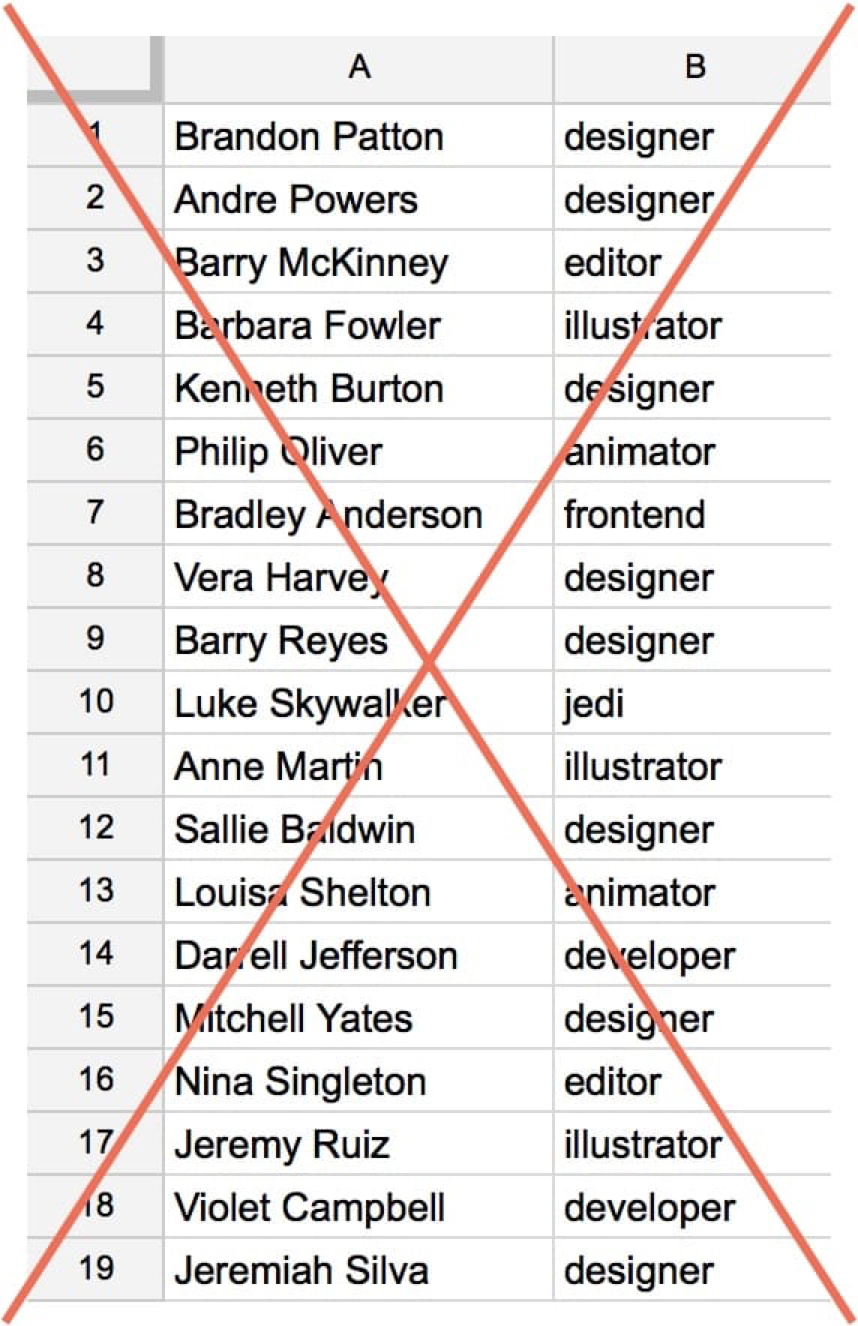 A B
1 Brandon Patton designer
2 Andre Powers designer
3 Barry McKinney editor
4 Barbara Fowler illustrator
5 Kenneth Burton designer
6 Philip Oliver animator
7 Bradley Anderson frontend
8 Vera Harvey designer
9 Barry Reyes designer
10 Luke Skywalker jedi
11 Anne Martin illustrator
12 Sallie Baldwin designer
13 Louisa Shelton animator
14 Darrell Jefferson developer
15 Mitchell Yates designer
16 Nina Singleton editor
17 Jeremy Ruiz illustrator
18 Violet Campbell developer
19 Jeremiah Silva designer